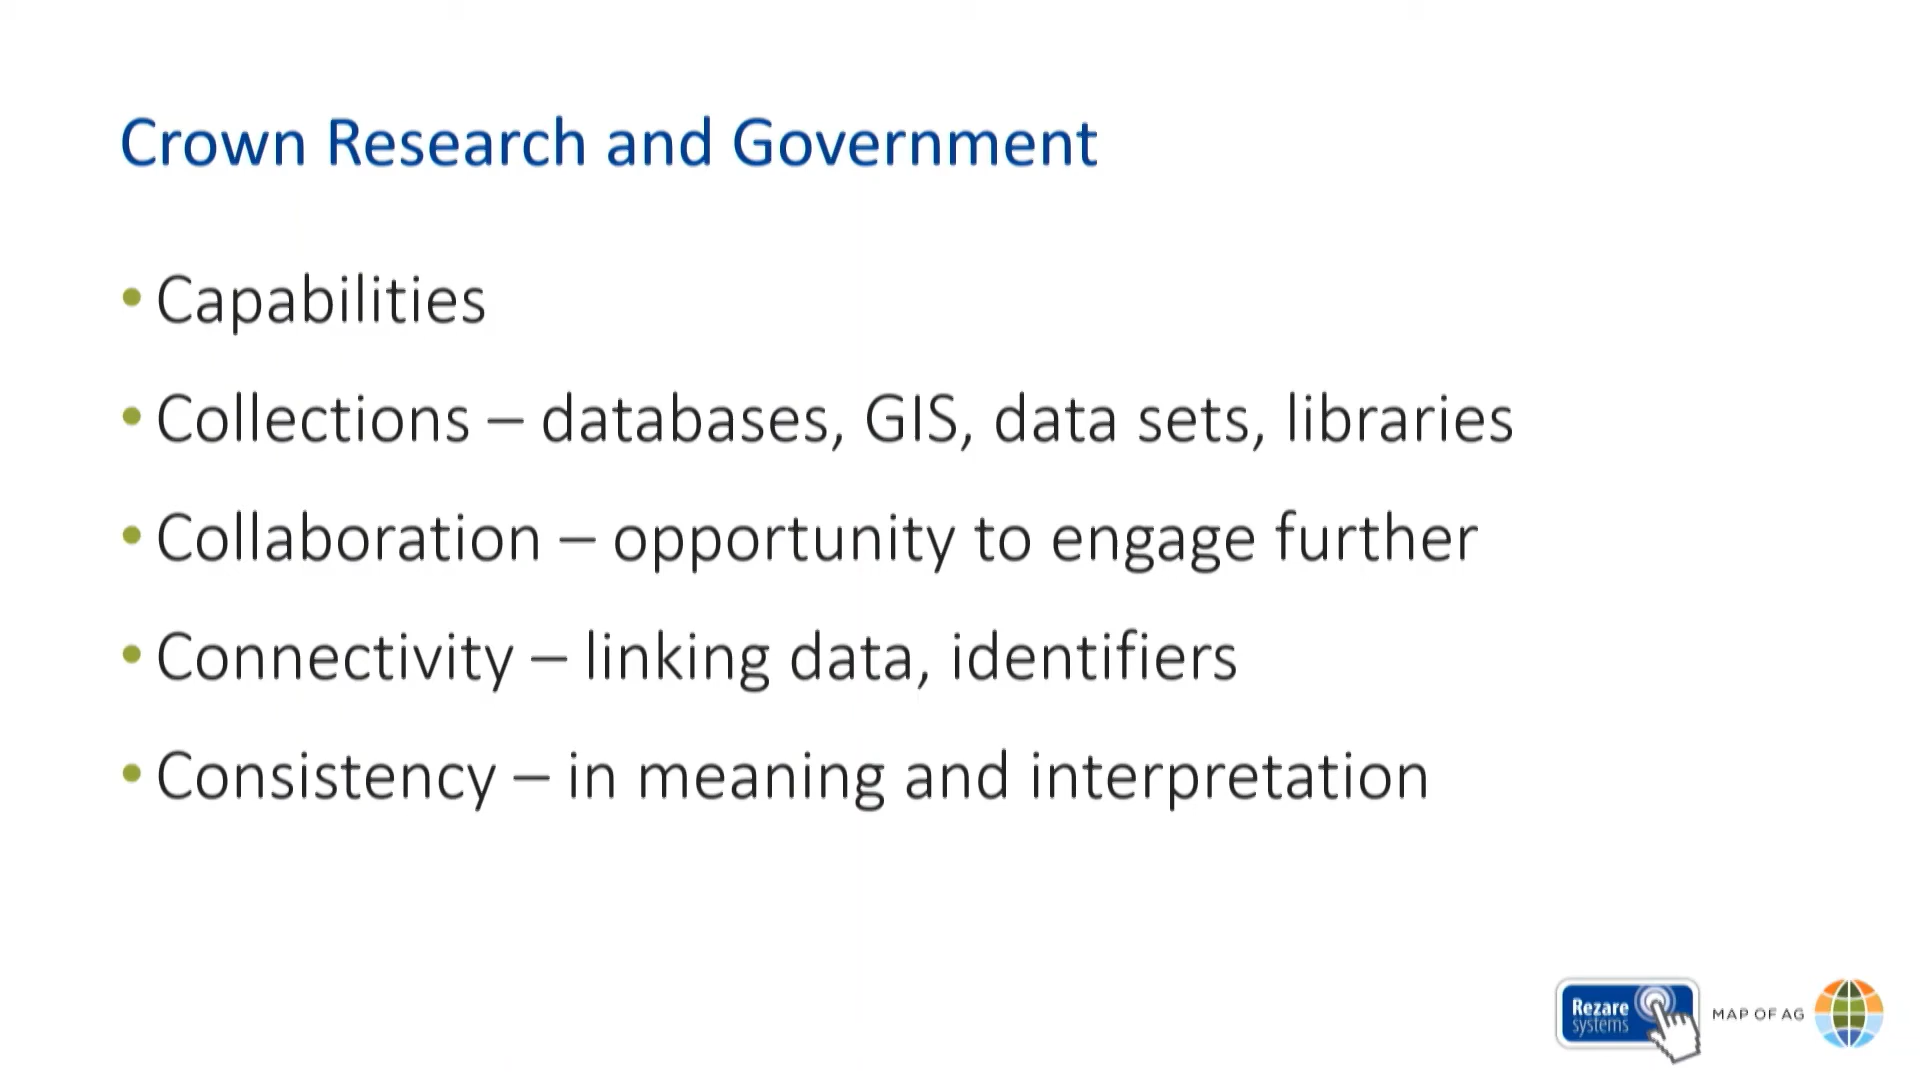 Crown Research and Government
• Capabilities
• Collections – databases, GIS, data sets, libraries
• Collaboration – opportunity to engage further
• Connectivity – linking data, identifiers
• Consistency – in meaning and interpretation
Rezare
systems
MAP OF AG